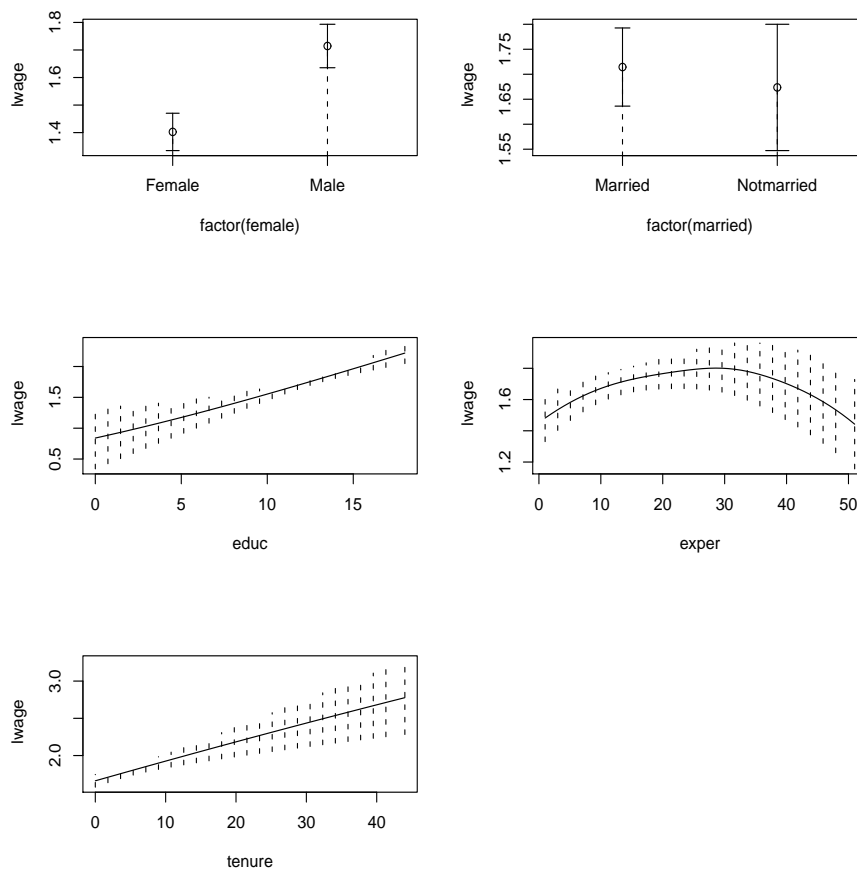 lwage
1.8
1.6
1.4
Female Male
factor(female)
lwage
1.75
1.65
1.55
Married Notmarried
factor(married)
lwage
1.5
0.5
0 5 10 15
educ
lwage
1.6
1.2
0 10 20 30 40 50
exper
lwage
3.0
2.0
0 10 20 30 40
tenure